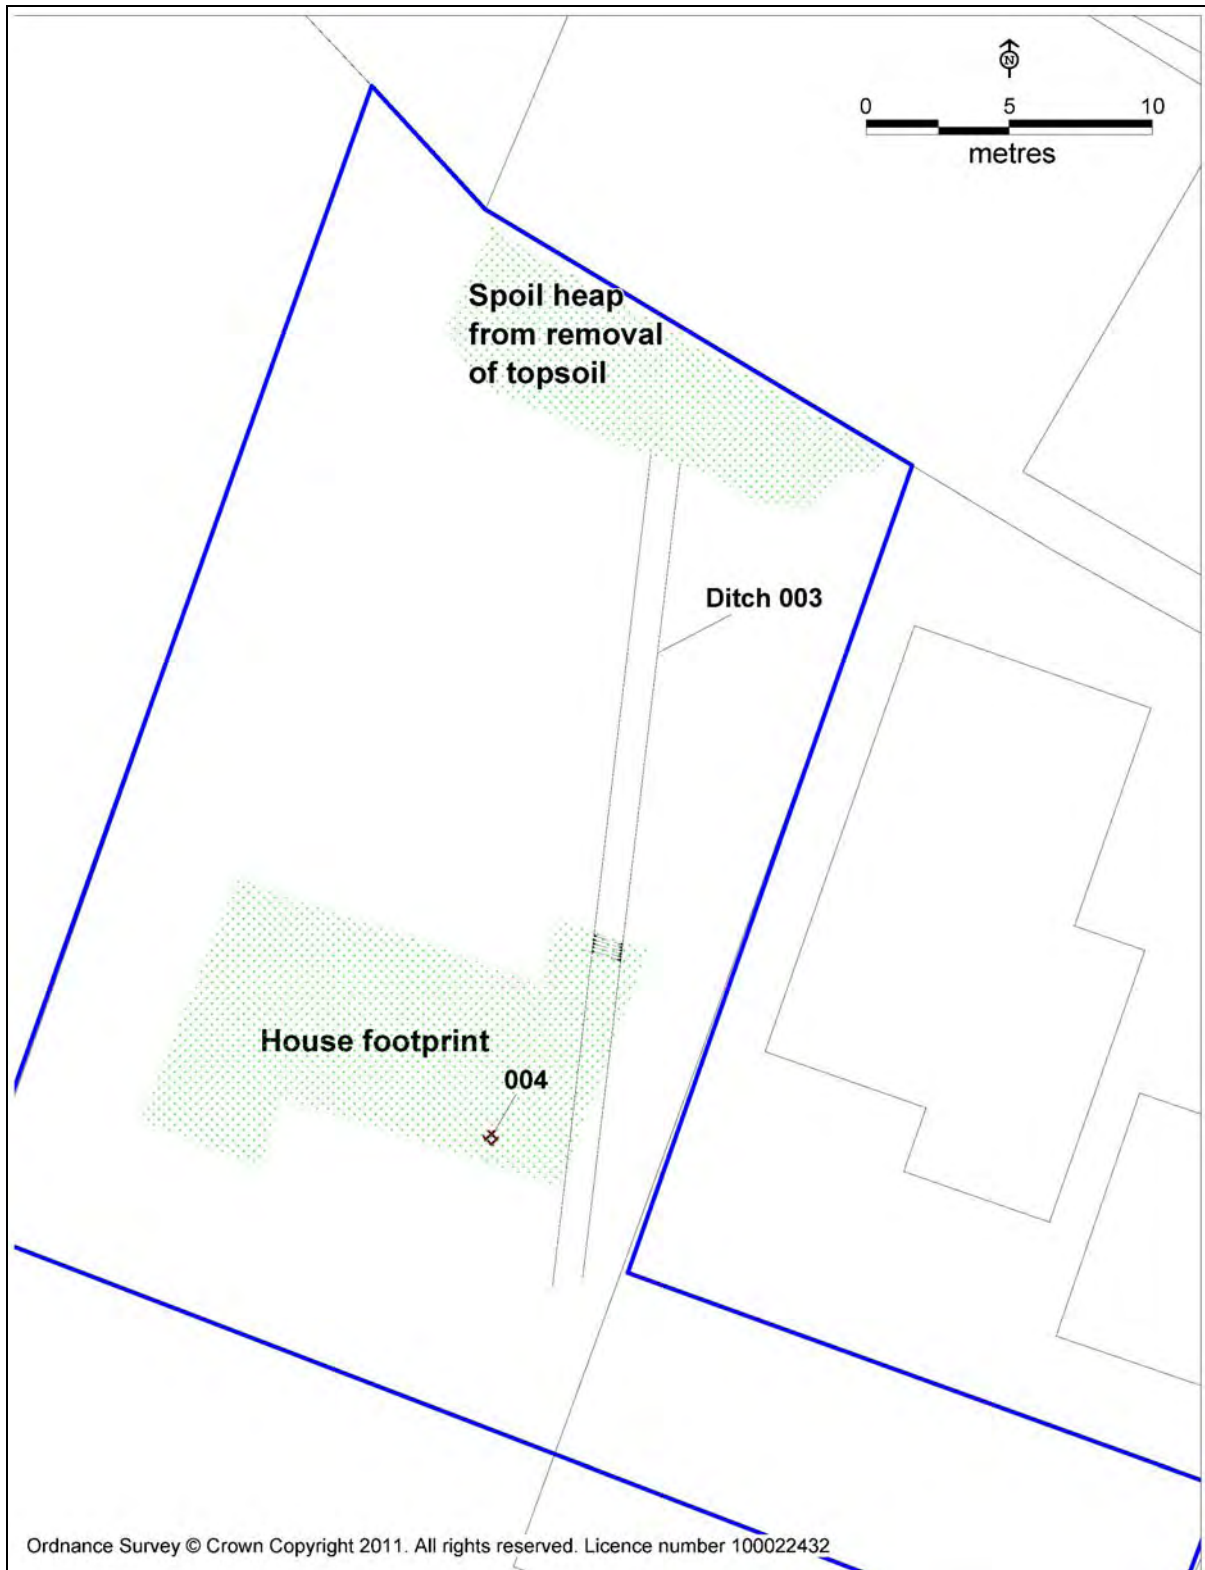 N
0 5 10
metres
Spoil heap
from removal
of topsoil
Ditch 003
House footprint
004
Ordnance Survey © Crown Copyright 2011. All rights reserved. Licence number 100022432